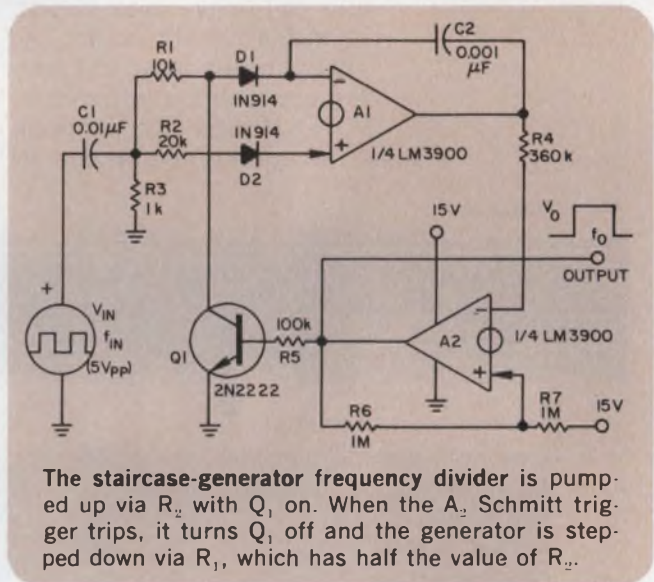 C2
0.001
μF
R1
10k
D1
IN914
C1
0.01μF
R2
20k
IN914
D2
A1
1/4 LM3900
R4
360k
R3
1k
15V
Vo
fo
OUTPUT
+
VIN
fIN
(5Vpp)
Q1
2N2222
100k
R5
A2
1/4 LM3900
R6
1M
R7
1M
15V
The staircase-generator frequency divider is pump-
ed up via R₂ with Q₁ on. When the A₂ Schmitt trig-
ger trips, it turns Q₁ off and the generator is step-
ped down via R₁, which has half the value of R₂.